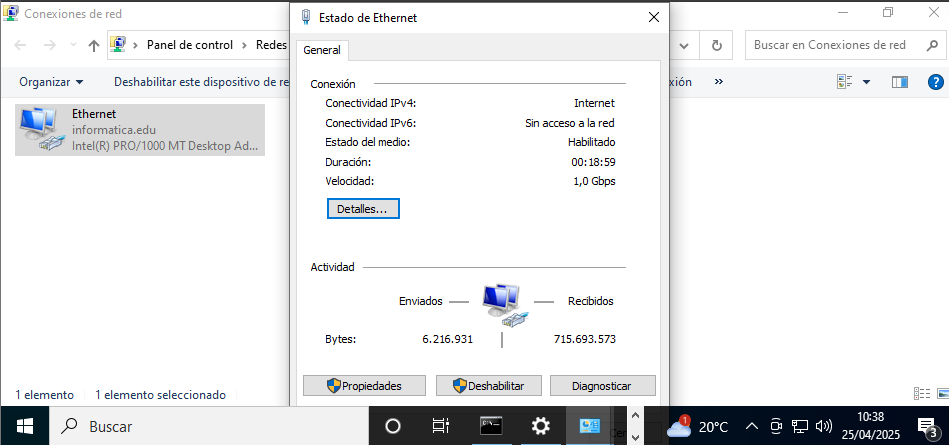 Conexiones de red
Estado de Ethernet
Panel de control
Redes
Buscar en Conexiones de red
General
Organizar
Deshabilitar este dispositivo de re
xión
»
Ethernet
informatica.edu
Intel(R) PRO/1000 MT Desktop Ad...
Conexión
Conectividad IPv4: Internet
Conectividad IPv6: Sin acceso a la red
Estado del medio: Habilitado
Duración: 00:18:59
Velocidad: 1,0 Gbps
Detalles...
Actividad
Enviados
Recibidos
Bytes: 6.216.931 715.693.573
Propiedades
Deshabilitar
Diagnosticar
1 elemento
1 elemento seleccionado
Buscar
1
20°C
10:38
25/04/2025
3